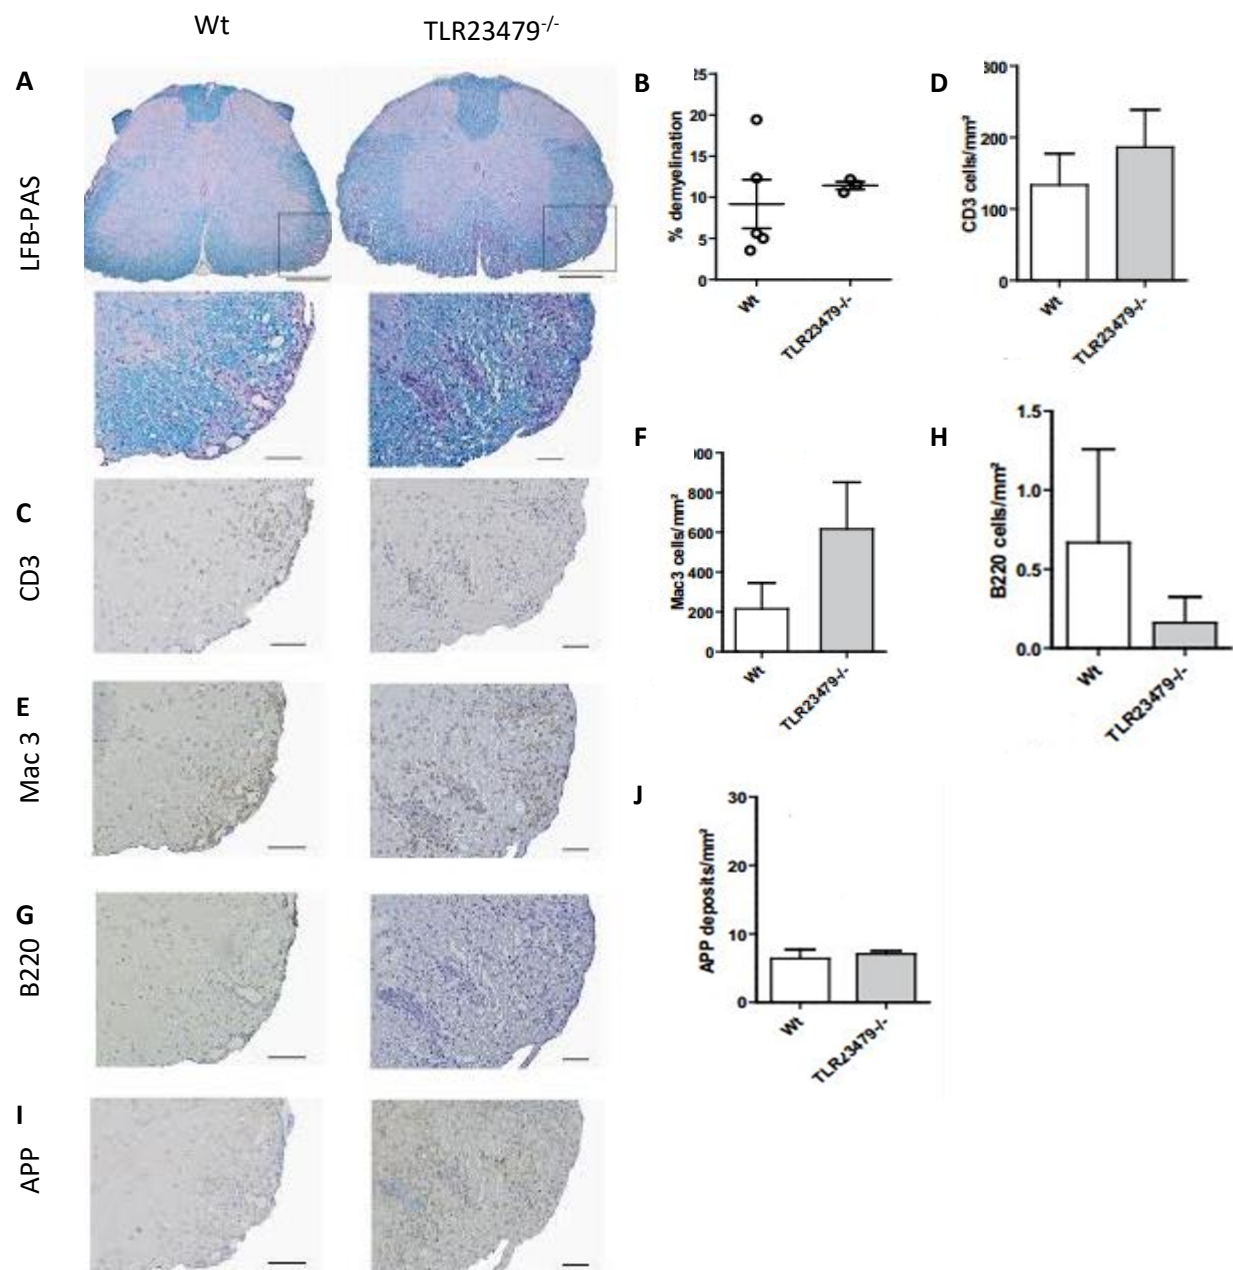 Wt
TLR23479-/-
A
LFB-PAS
B
25
20
15
10
5
0
% demyelination
Wt
TLR23479-/-
D
200
100
0
CD3 cells/mm²
Wt
TLR23479-/-
C
CD3
F
800
600
400
200
0
Mac3 cells/mm²
Wt
TLR23479-/-
H
1.5
1.0
0.5
0.0
B220 cells/mm²
Wt
TLR23479-/-
E
Mac 3
G
B220
J
30
20
10
0
APP deposits/mm²
Wt
TLR23479-/-
I
APP